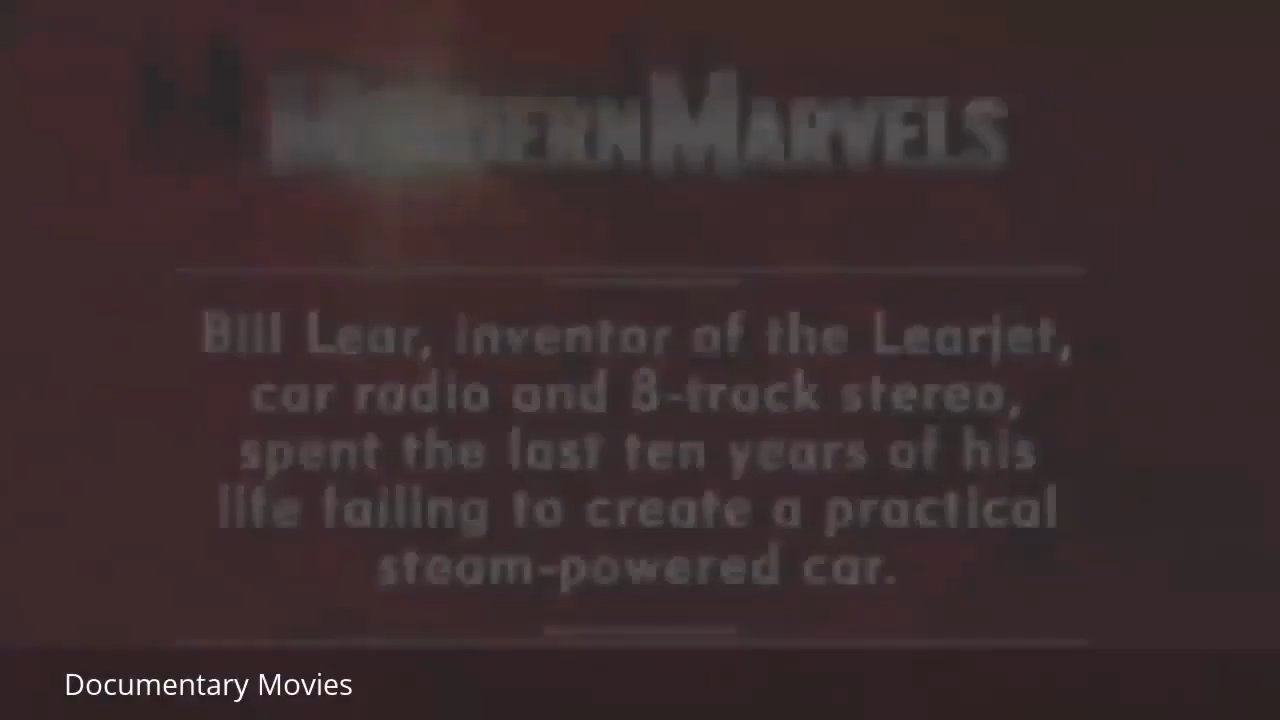 MODERN MARVELS
Bill Lear, inventor of the Learjet,
car radio and 8-track stereo,
spent the last ten years of his
life failing to create a practical
steam-powered car.
Documentary Movies